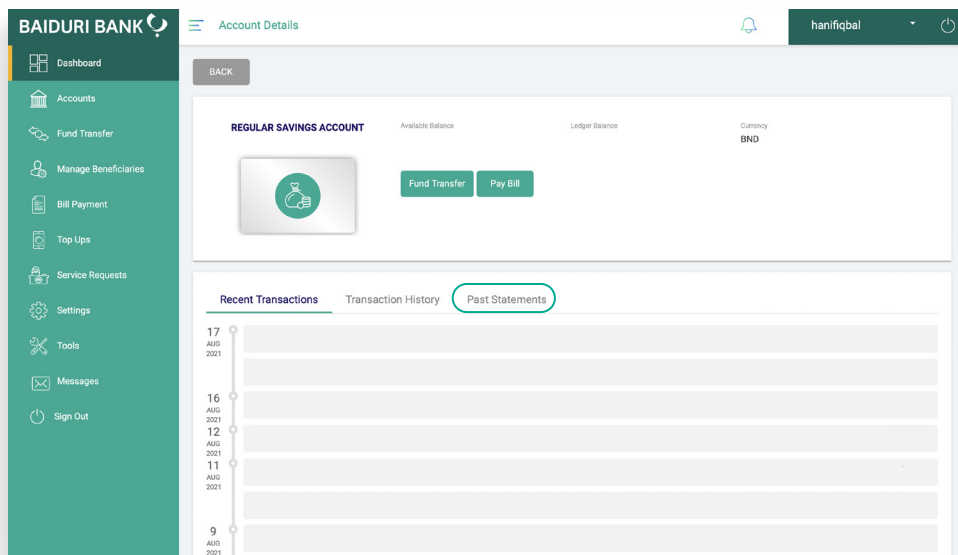 BAIDURI BANK
Account Details
hanifiqbal
Dashboard
Accounts
Fund Transfer
Manage Beneficiaries
Bill Payment
Top Ups
Service Requests
Settings
Tools
Messages
Sign Out
BACK
REGULAR SAVINGS ACCOUNT
Available Balance
Ledger Balance
Currency
BND
Fund Transfer
Pay Bill
Recent Transactions
Transaction History
Past Statements
17
AUG
2021
16
AUG
2021
12
AUG
2021
11
AUG
2021
9
AUG
2021